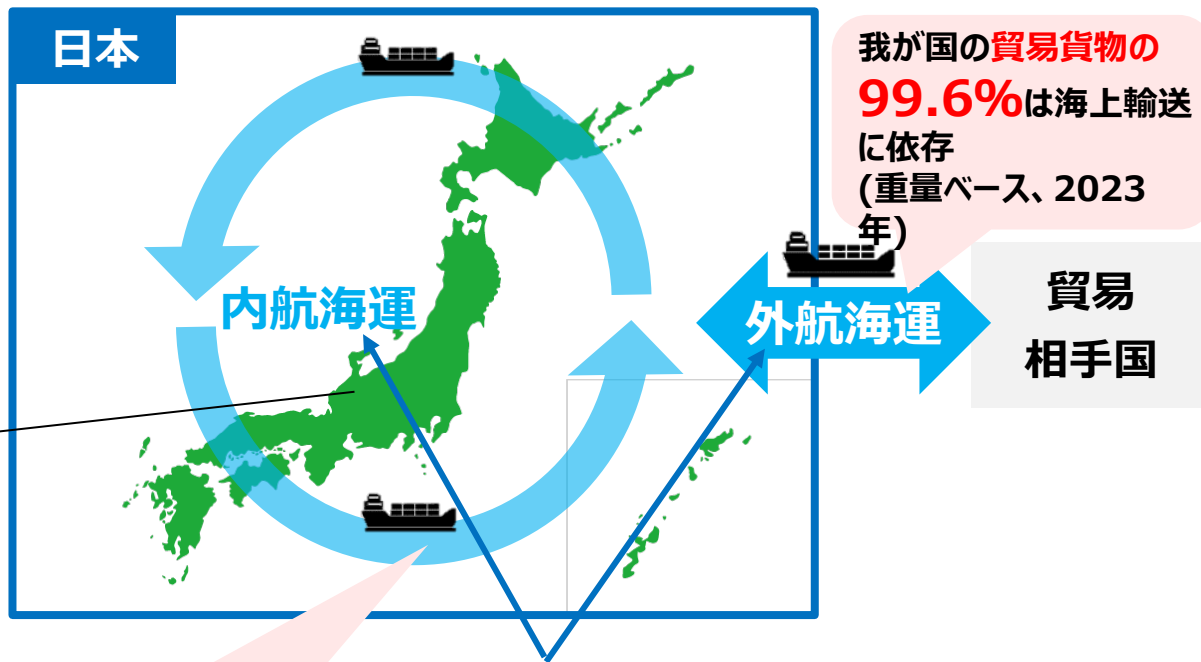 日本
我が国の貿易貨物の
99.6%は海上輸送
に依存
(重量ベース、2023
年)
内航海運
外航海運
貿易
相手国